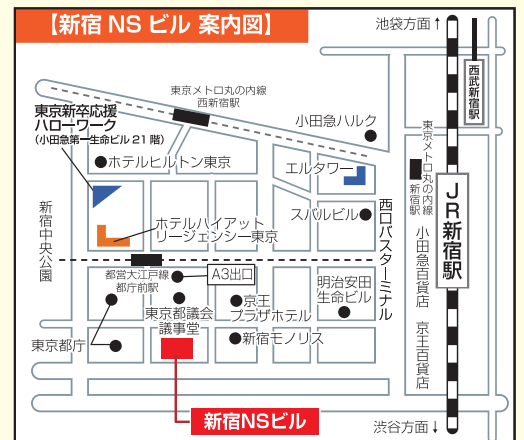 【新宿 NS ビル 案内図】
池袋方面↑
西武新宿駅
東京メトロ丸の内線
西新宿駅
小田急ハルク
東京新卒応援
ハローワーク
（小田急第一生命ビル 21 階）
ホテルヒルトン東京
エルタワー
東京メトロ丸の内線
新宿駅
JR新宿駅
新宿中央公園
ホテルハイアット
リージェンシー東京
スバルビル
西口バスターミナル
小田急百貨店
都営大江戸線
都庁前駅
A3出口
明治安田
生命ビル
東京都議会
議事堂
京王
プラザホテル
京王百貨店
東京都庁
新宿モノリス
新宿NSビル
渋谷方面↓